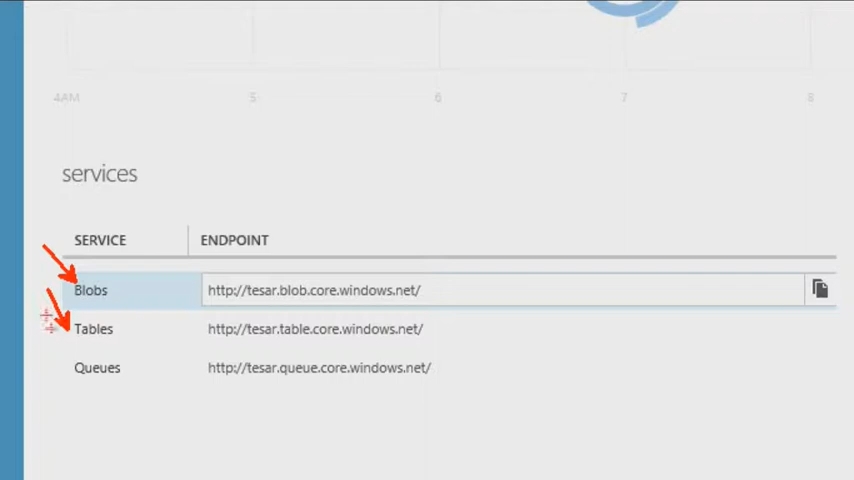 4AM 5 6 7 8
services
SERVICE ENDPOINT
Blobs http://tesar.blob.core.windows.net/
Tables http://tesar.table.core.windows.net/
Queues http://tesar.queue.core.windows.net/